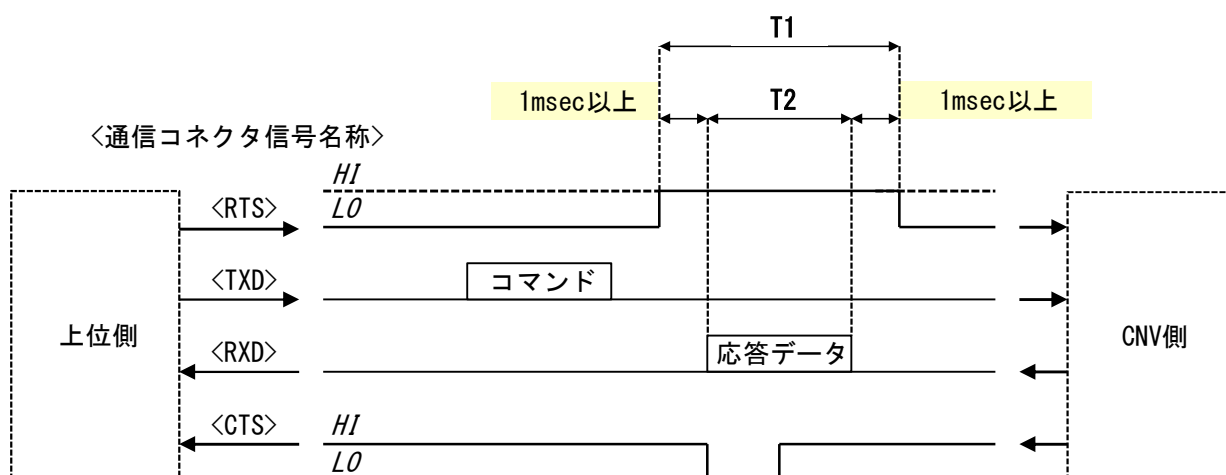 T1
1msec以上
T2
1msec以上
<通信コネクタ信号名称>
HI
<RTS>
LO
<TXD>
コマンド
上位側
<RXD>
応答データ
CNV側
<CTS>
HI
LO